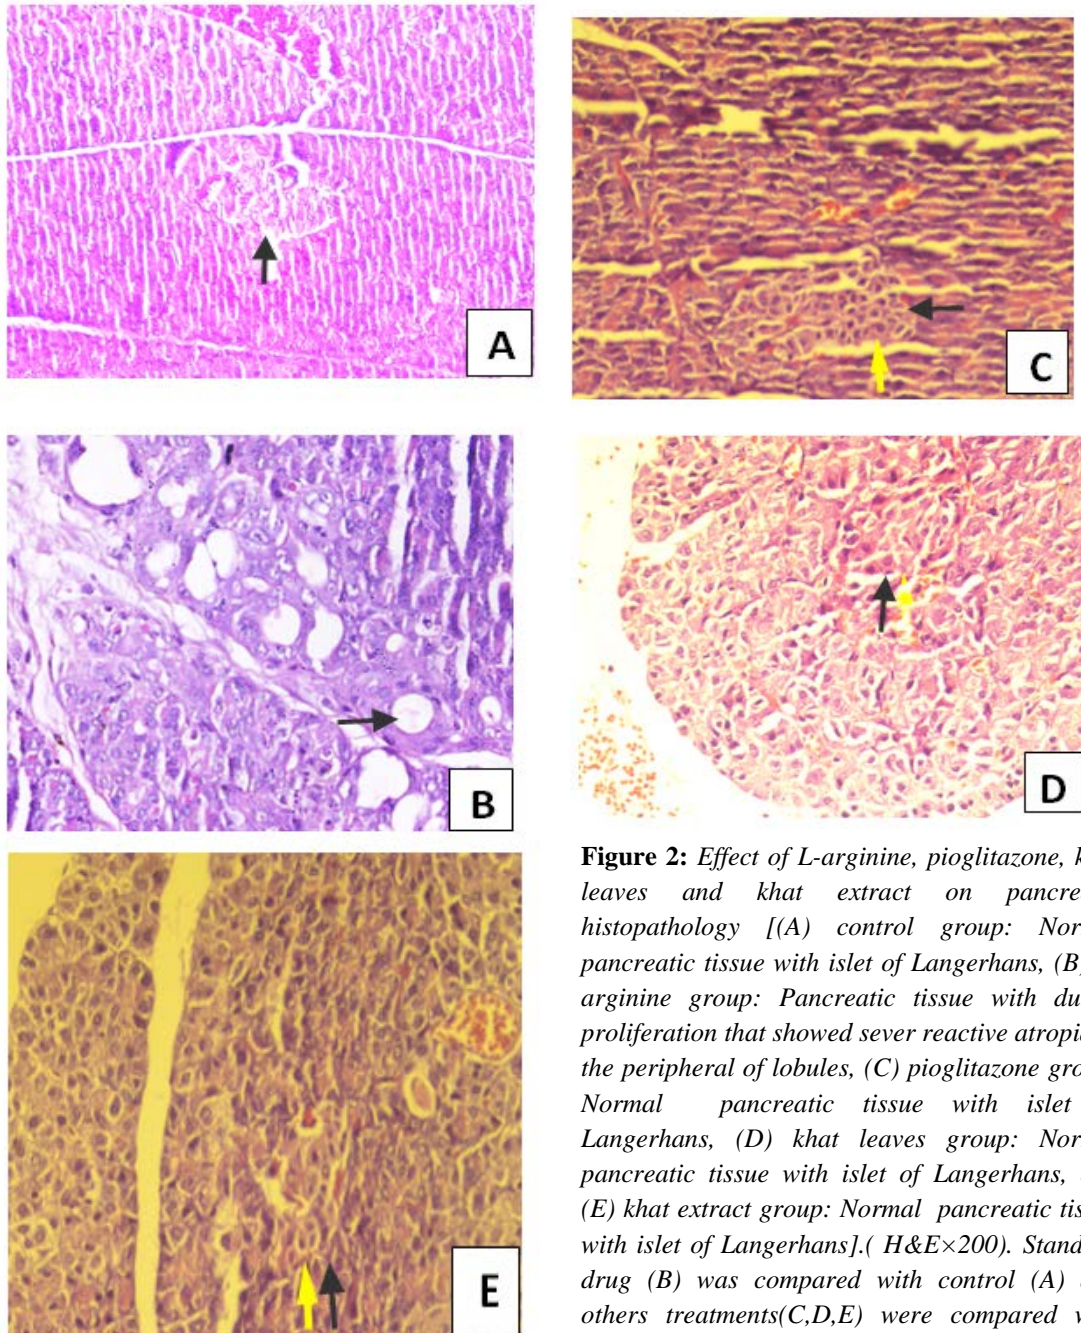 A
C
B
D
E
Figure 2: Effect of L-arginine, pioglitazone, k
leaves and khat extract on pancre
histopathology [(A) control group: Nor
pancreatic tissue with islet of Langerhans, (B)
arginine group: Pancreatic tissue with du
proliferation that showed sever reactive atropi
the peripheral of lobules, (C) pioglitazone gro
Normal pancreatic tissue with islet
Langerhans, (D) khat leaves group: Nor
pancreatic tissue with islet of Langerhans,
(E) khat extract group: Normal pancreatic tis
with islet of Langerhans].( H&E×200). Stand
drug (B) was compared with control (A)
others treatments(C,D,E) were compared w